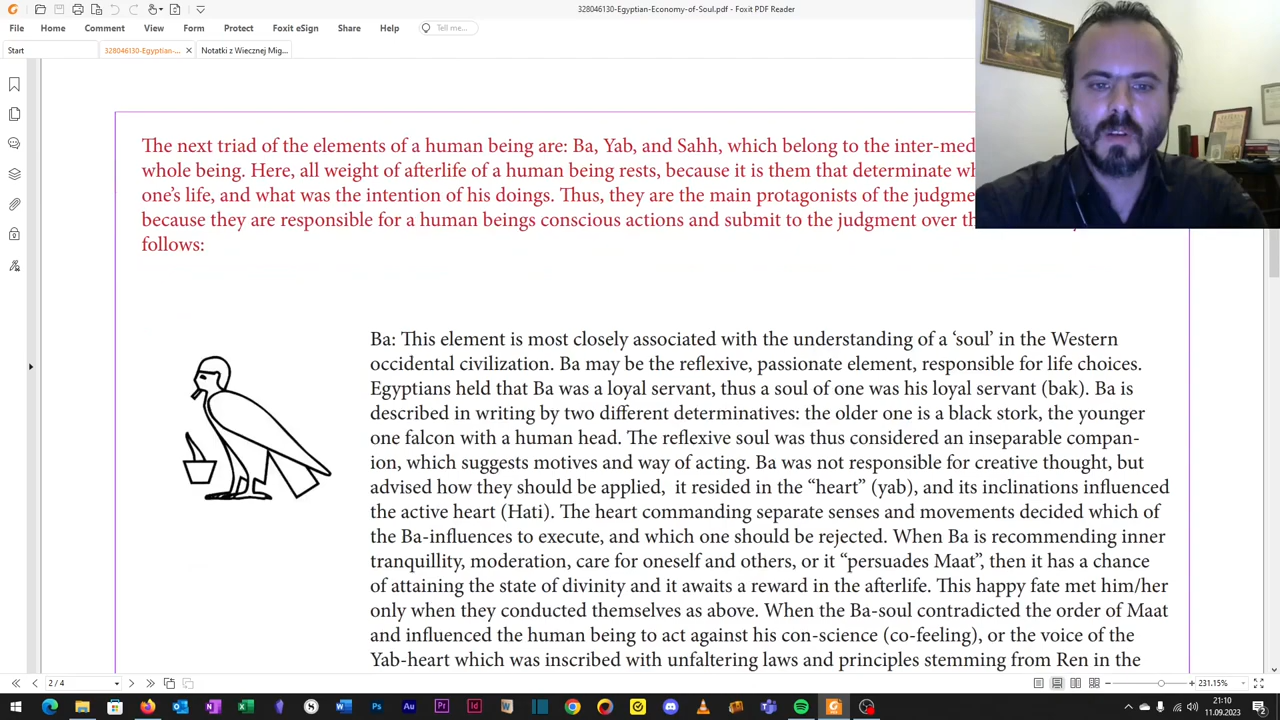 328046130-Egyptian-Economy-of-Soul.pdf - Foxit PDF Reader
File Home Comment View Form Protect Foxit eSign Share Help Tell me...
Start 328046130-Egyptian-... Notatki z Wiecznej Mig...
The next triad of the elements of a human being are: Ba, Yab, and Sahh, which belong to the inter-med
whole being. Here, all weight of afterlife of a human being rests, because it is them that determinate wh
one's life, and what was the intention of his doings. Thus, they are the main protagonists of the judgm
because they are responsible for a human beings conscious actions and submit to the judgment over th
follows:
Ba: This element is most closely associated with the understanding of a ‘soul’ in the Western
occidental civilization. Ba may be the reflexive, passionate element, responsible for life choices.
Egyptians held that Ba was a loyal servant, thus a soul of one was his loyal servant (bak). Ba is
described in writing by two different determinatives: the older one is a black stork, the younger
one falcon with a human head. The reflexive soul was thus considered an inseparable compan-
ion, which suggests motives and way of acting. Ba was not responsible for creative thought, but
advised how they should be applied, it resided in the “heart” (yab), and its inclinations influenced
the active heart (Hati). The heart commanding separate senses and movements decided which of
the Ba-influences to execute, and which one should be rejected. When Ba is recommending inner
tranquillity, moderation, care for oneself and others, or it “persuades Maat”, then it has a chance
of attaining the state of divinity and it awaits a reward in the afterlife. This happy fate met him/her
only when they conducted themselves as above. When the Ba-soul contradicted the order of Maat
and influenced the human being to act against his con-science (co-feeling), or the voice of the
Yab-heart which was inscribed with unfaltering laws and principles stemming from Ren in the
2 / 4
231.15%
21:10
11.09.2023